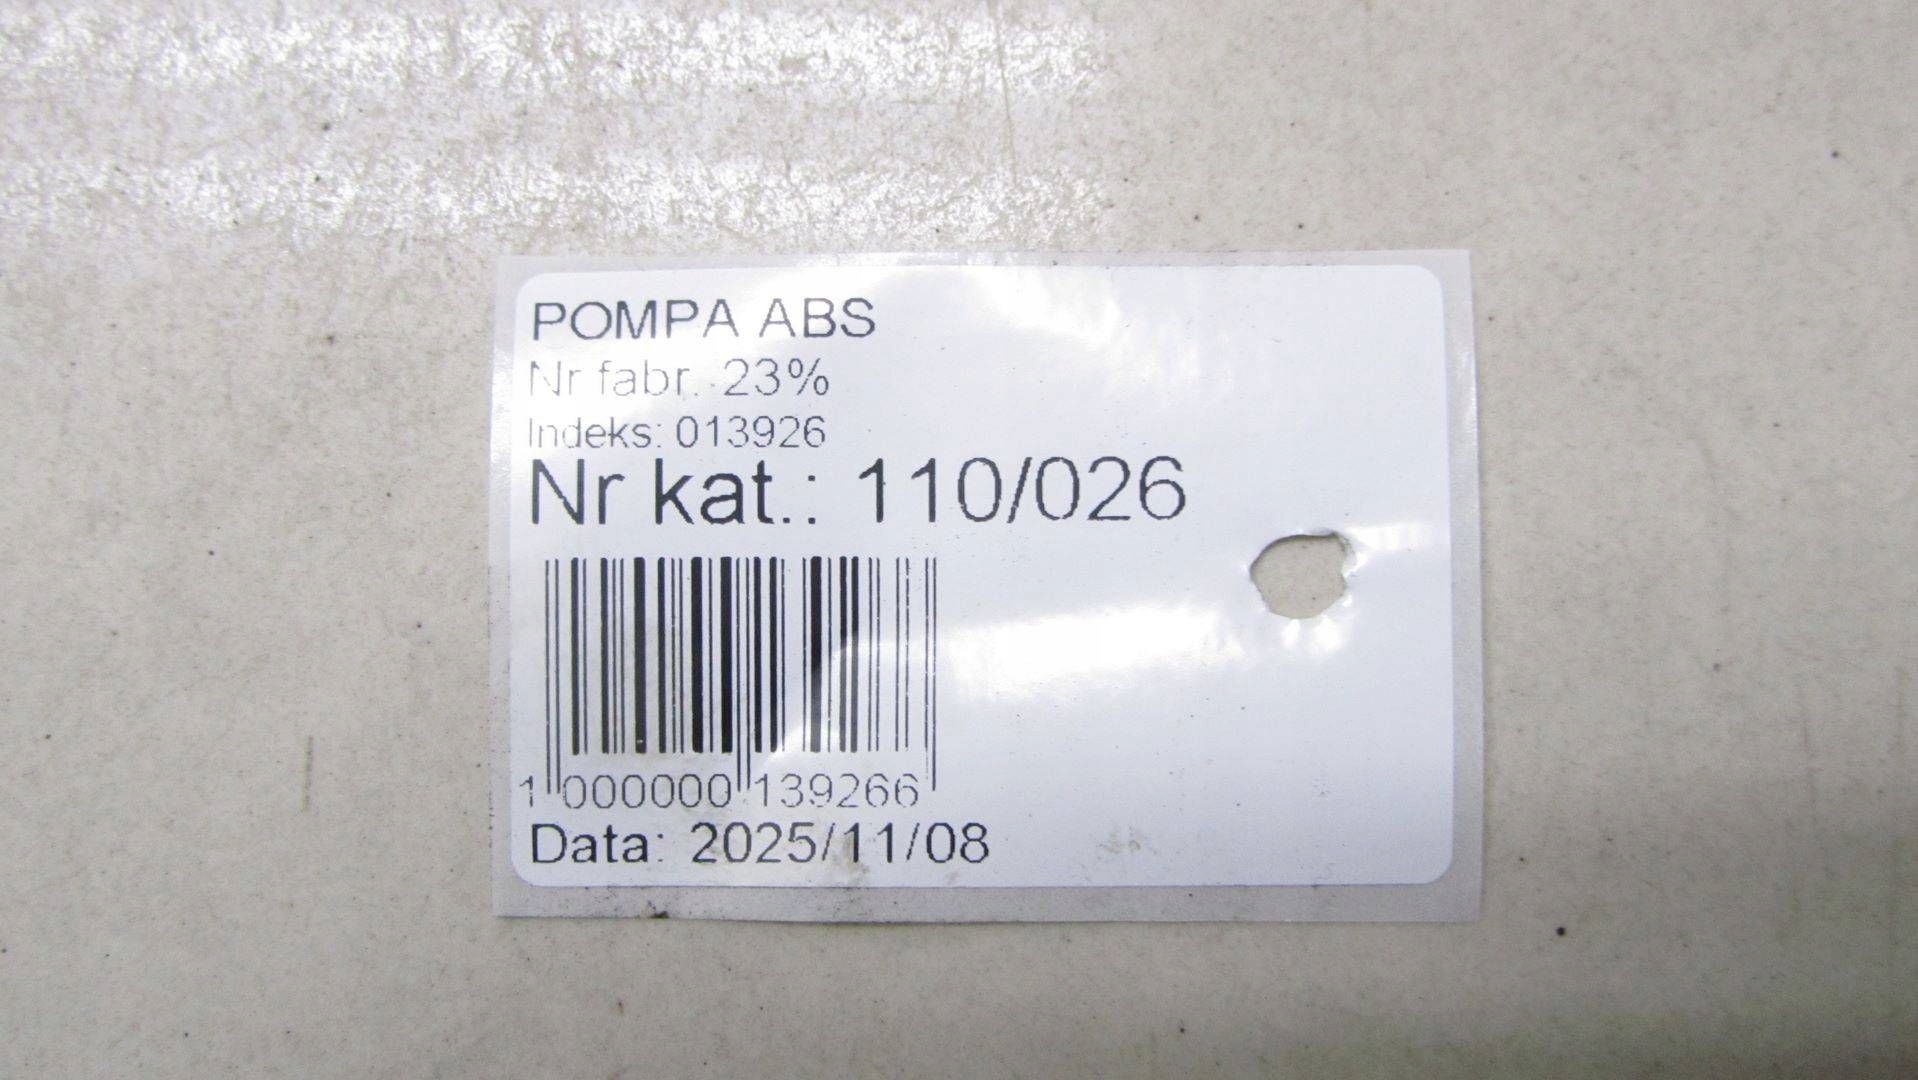 POMPA ABS
Nr fabr. 23%
Indeks: 013926
Nr kat.: 110/026
1 000000 139266
Data: 2025/11/08